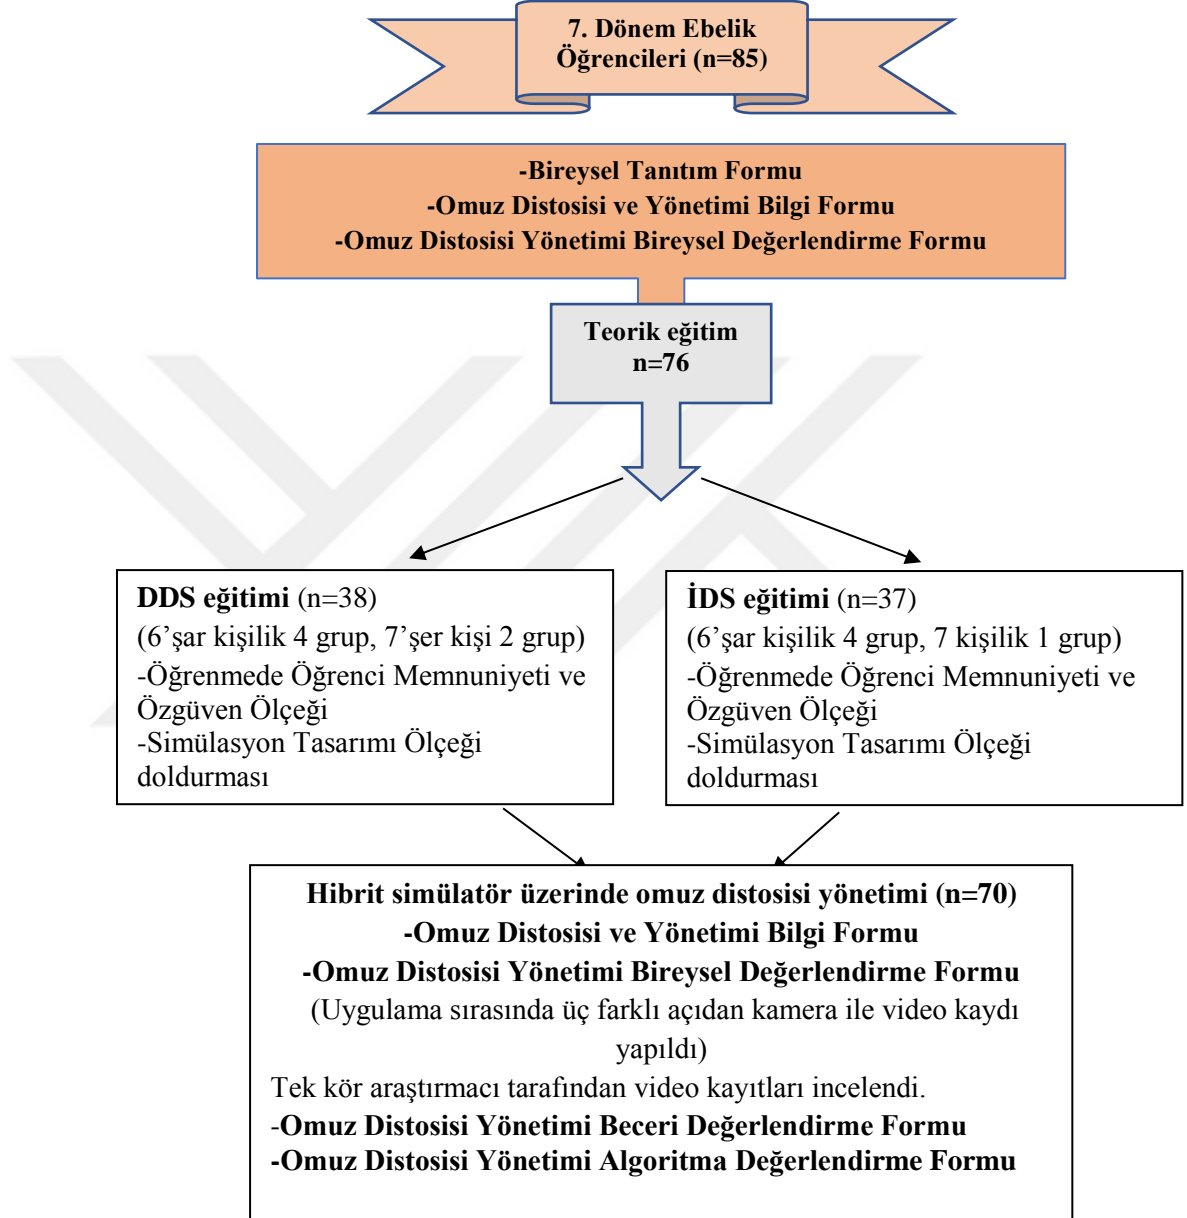 7. Dönem Ebelik
Öğrencileri (n=85)
-Bireysel Tanıtım Formu
-Omuz Distosisi ve Yönetimi Bilgi Formu
-Omuz Distosisi Yönetimi Bireysel Değerlendirme Formu
Teorik eğitim
n=76
DDS eğitimi (n=38)
(6’şar kişilik 4 grup, 7’şer kişi 2 grup)
-Öğrenmede Öğrenci Memnuniyeti ve
Özgüven Ölçeği
-Simülasyon Tasarımı Ölçeği
doldurması
İDS eğitimi (n=37)
(6’şar kişilik 4 grup, 7 kişilik 1 grup)
-Öğrenmede Öğrenci Memnuniyeti ve
Özgüven Ölçeği
-Simülasyon Tasarımı Ölçeği
doldurması
Hibrit simülatör üzerinde omuz distosisi yönetimi (n=70)
-Omuz Distosisi ve Yönetimi Bilgi Formu
-Omuz Distosisi Yönetimi Bireysel Değerlendirme Formu
(Uygulama sırasında üç farklı açıdan kamera ile video kaydı
yapıldı)
Tek kör araştırmacı tarafından video kayıtları incelendi.
-Omuz Distosisi Yönetimi Beceri Değerlendirme Formu
-Omuz Distosisi Yönetimi Algoritma Değerlendirme Formu